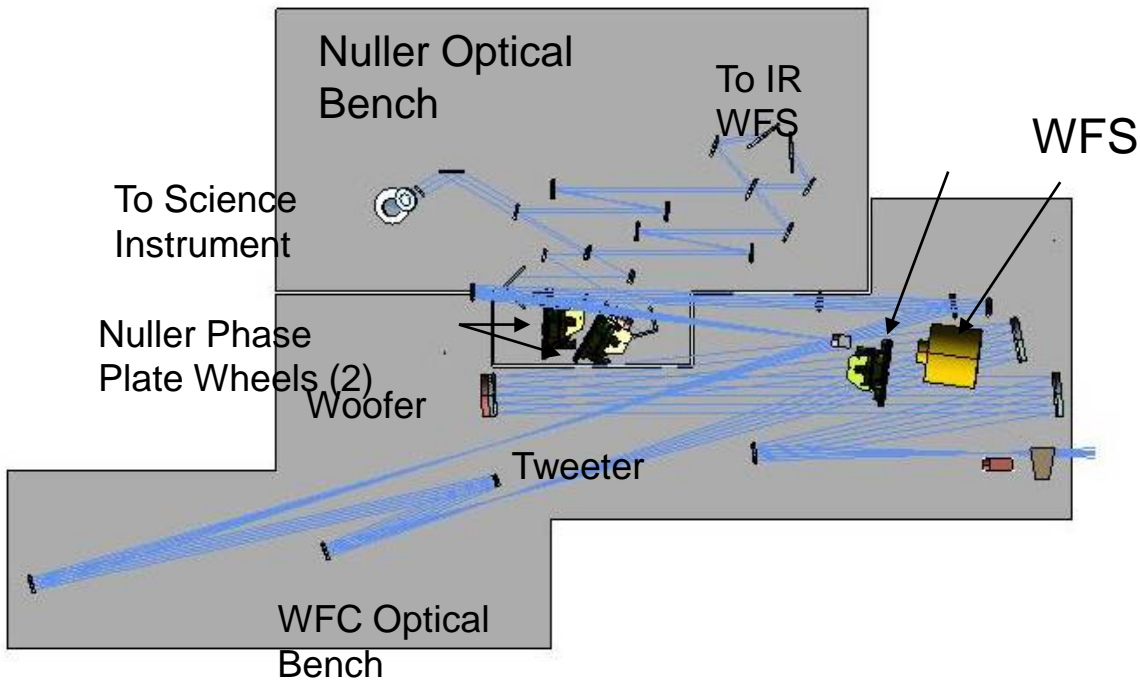 Nuller Optical
Bench
To IR
WFS
WFS
To Science
Instrument
Nuller Phase
Plate Wheels (2)
Woofer
Tweeter
WFC Optical
Bench